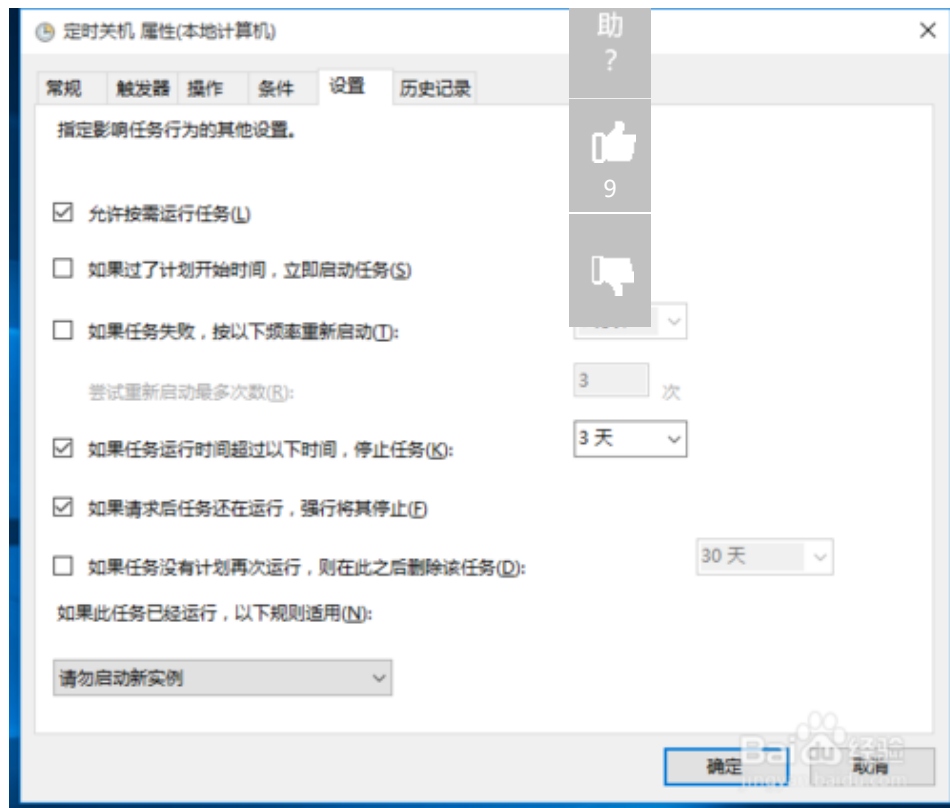 定时关机 属性(本地计算机)
助
?
常规 触发器 操作 条件 设置 历史记录
指定影响任务行为的其他设置。
9
允许按需运行任务(L)
如果过了计划开始时间，立即启动任务(S)
如果任务失败，按以下频率重新启动(T):
尝试重新启动最多次数(R): 3 次
如果任务运行时间超过以下时间，停止任务(K): 3 天
如果请求后任务还在运行，强行将其停止(F)
如果任务没有计划再次运行，则在此之后删除该任务(D): 30 天
如果此任务已经运行，以下规则适用(N):
请勿启动新实例
Baidu 经验
确定 取消
jingyan.baidu.com